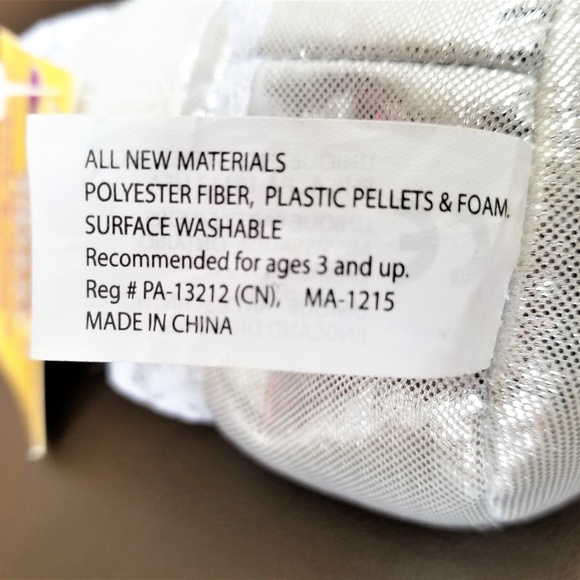 ALL NEW MATERIALS
POLYESTER FIBER, PLASTIC PELLETS & FOAM.
SURFACE WASHABLE
Recommended for ages 3 and up.
Reg # PA-13212 (CN), MA-1215
MADE IN CHINA